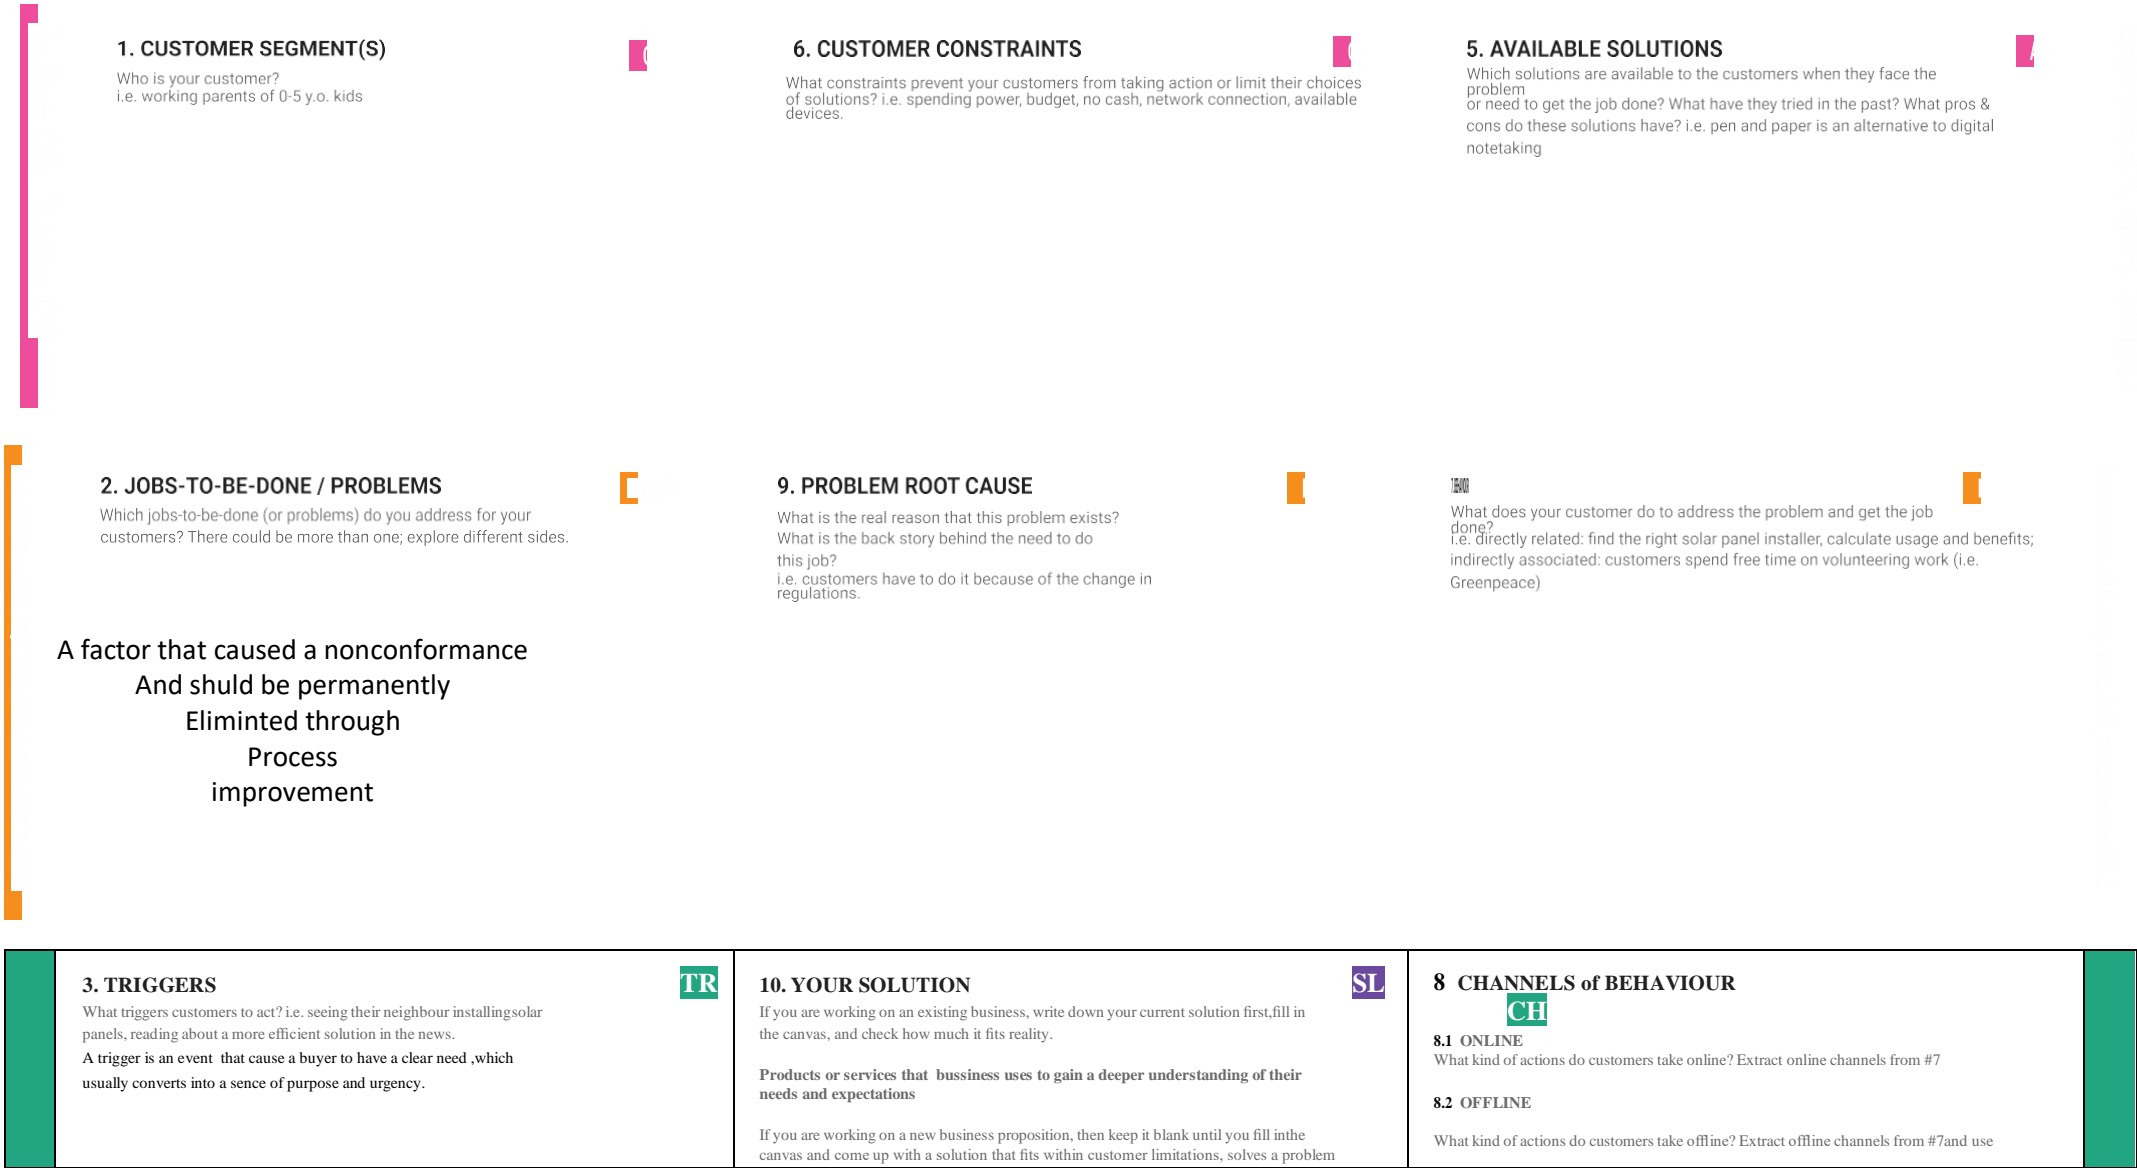 1. CUSTOMER SEGMENT(S)
Who is your customer?
i.e. working parents of 0-5 y.o. kids
6. CUSTOMER CONSTRAINTS
What constraints prevent your customers from taking action or limit their choices
of solutions? i.e. spending power, budget, no cash, network connection, available
devices.
5. AVAILABLE SOLUTIONS
Which solutions are available to the customers when they face the
problem
or need to get the job done? What have they tried in the past? What pros &
cons do these solutions have? i.e. pen and paper is an alternative to digital
notetaking
2. JOBS-TO-BE-DONE / PROBLEMS
Which jobs-to-be-done (or problems) do you address for your
customers? There could be more than one; explore different sides.
A factor that caused a nonconformance
And shuld be permanently
Eliminted through
Process
improvement
9. PROBLEM ROOT CAUSE
What is the real reason that this problem exists?
What is the back story behind the need to do
this job?
i.e. customers have to do it because of the change in
regulations.
7. BEHAVIOUR
What does your customer do to address the problem and get the job
done?
i.e. directly related: find the right solar panel installer, calculate usage and benefits;
indirectly associated: customers spend free time on volunteering work (i.e.
Greenpeace)
3. TRIGGERS
TR
What triggers customers to act? i.e. seeing their neighbour installingsolar
panels, reading about a more efficient solution in the news.
A trigger is an event that cause a buyer to have a clear need ,which
usually converts into a sence of purpose and urgency.
10. YOUR SOLUTION
SL
If you are working on an existing business, write down your current solution first,fill in
the canvas, and check how much it fits reality.
Products or services that bussiness uses to gain a deeper understanding of their
needs and expectations
If you are working on a new business proposition, then keep it blank until you fill inthe
canvas and come up with a solution that fits within customer limitations, solves a problem
8 CHANNELS of BEHAVIOUR
CH
8.1 ONLINE
What kind of actions do customers take online? Extract online channels from #7
8.2 OFFLINE
What kind of actions do customers take offline? Extract offline channels from #7and use